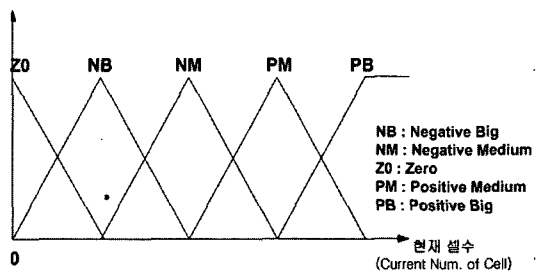 Z0 NB NM PM PB
NB : Negative Big
NM : Negative Medium
Z0 : Zero
PM : Positive Medium
PB : Positive Big
0
현재 셀수
(Current Num. of Cell)